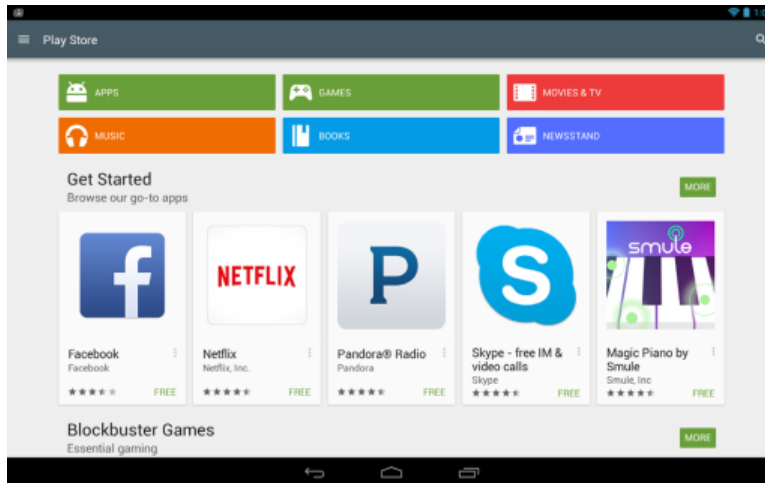 Play Store
APPS
GAMES
MOVIES & TV
MUSIC
BOOKS
NEWSSTAND
Get Started
Browse our go-to apps
MORE
f
NETFLIX
P
S
smule
Facebook
Facebook
FREE
Netflix
Netflix, Inc.
FREE
Pandora® Radio
Pandora
FREE
Skype - free IM &
video calls
Skype
FREE
Magic Piano by
Smule
Smule, Inc
FREE
Blockbuster Games
Essential gaming
MORE